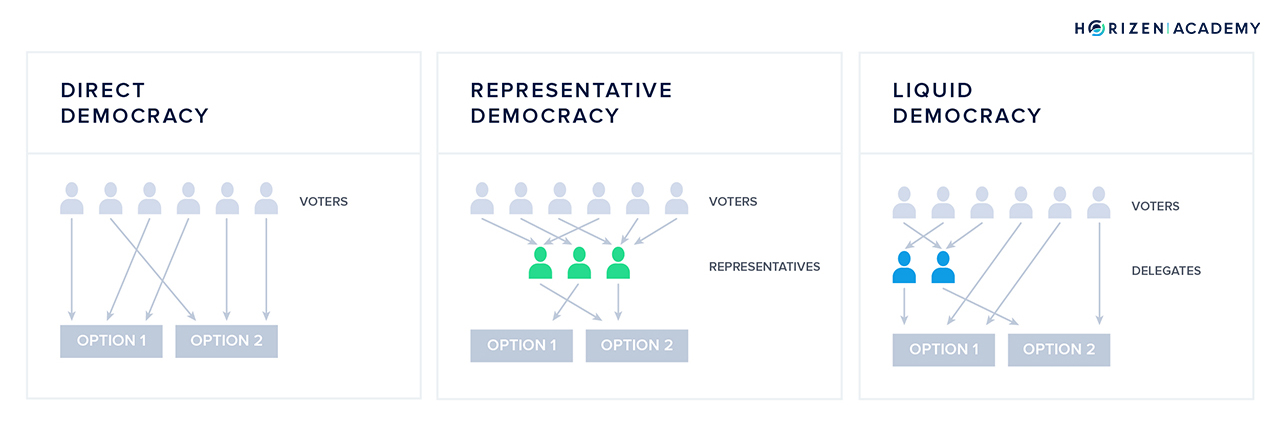 HORIZEN|ACADEMY
DIRECT
DEMOCRACY
VOTERS
OPTION 1
OPTION 2
REPRESENTATIVE
DEMOCRACY
VOTERS
REPRESENTATIVES
OPTION 1
OPTION 2
LIQUID
DEMOCRACY
VOTERS
DELEGATES
OPTION 1
OPTION 2